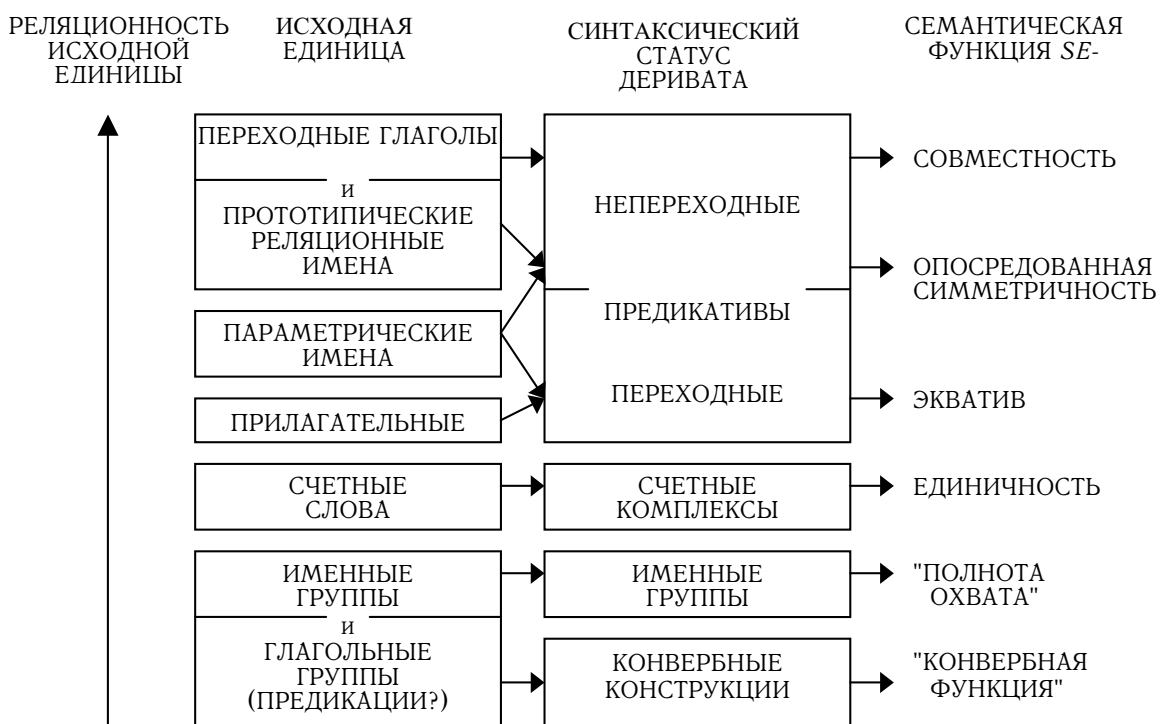 РЕЛЯЦИОННОСТЬ
ИСХОДНОЙ
ЕДИНИЦЫ
ИСХОДНАЯ
ЕДИНИЦА
СИНТАКСИЧЕСКИЙ
СТАТУС
ДЕРИВАТА
СЕМАНТИЧЕСКАЯ
ФУНКЦИЯ SE-
ПЕРЕХОДНЫЕ ГЛАГОЛЫ
и
ПРОТОТИПИЧЕСКИЕ
РЕЛЯЦИОННЫЕ
ИМЕНА
ПАРАМЕТРИЧЕСКИЕ
ИМЕНА
ПРИЛАГАТЕЛЬНЫЕ
НЕПЕРЕХОДНЫЕ
ПРЕДИКАТИВЫ
ПЕРЕХОДНЫЕ
СОВМЕСТНОСТЬ
ОПОСРЕДОВАННАЯ
СИММЕТРИЧНОСТЬ
ЭКВАТИВ
СЧЕТНЫЕ
СЛОВА
СЧЕТНЫЕ
КОМПЛЕКСЫ
ЕДИНИЧНОСТЬ
ИМЕННЫЕ
ГРУППЫ
и
ГЛАГОЛЬНЫЕ
ГРУППЫ
(ПРЕДИКАЦИИ?)
ИМЕННЫЕ
ГРУППЫ
"ПОЛНОТА
ОХВАТА"
КОНВЕРБНЫЕ
КОНСТРУКЦИИ
"КОНВЕРБНАЯ
ФУНКЦИЯ"